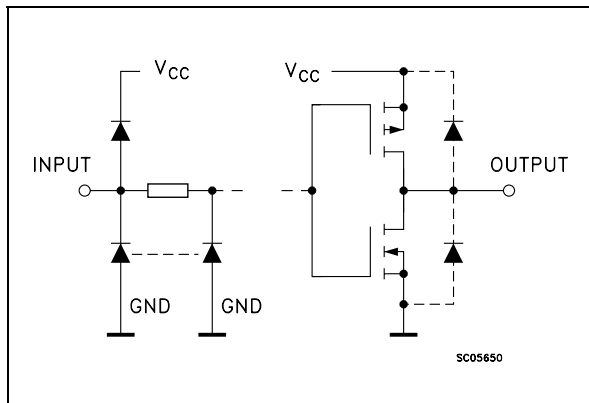 VCC
VCC
INPUT
OUTPUT
GND
GND
SC05650